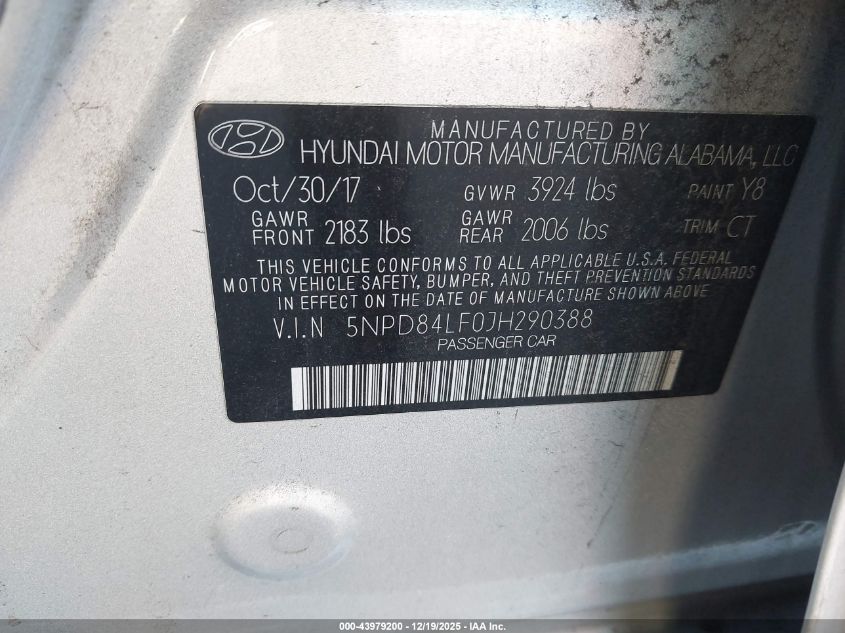 MANUFACTURED BY
HYUNDAI MOTOR MANUFACTURING ALABAMA, LLC
Oct/30/17 GVWR 3924 lbs PAINT Y8
GAWR FRONT 2183 lbs GAWR REAR 2006 lbs TRIM CT
THIS VEHICLE CONFORMS TO ALL APPLICABLE U.S.A. FEDERAL
MOTOR VEHICLE SAFETY, BUMPER, AND THEFT PREVENTION STANDARDS
IN EFFECT ON THE DATE OF MANUFACTURE SHOWN ABOVE
V.I.N 5NPD84LF0JH290388
PASSENGER CAR
000-43979200 - 12/19/2025 - IAA Inc.